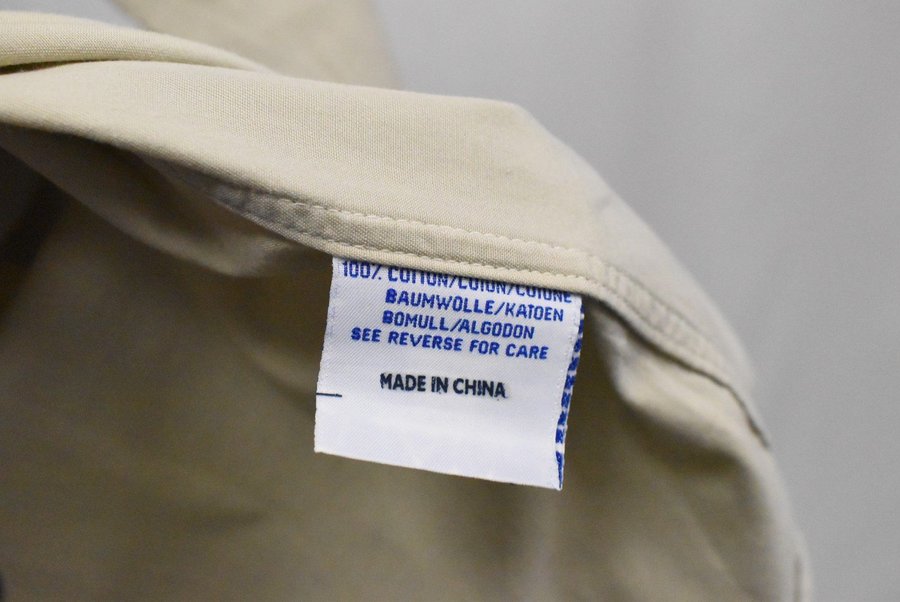 100% COTTON/COTON/COTONE
BAUMWOLLE/KATOEN
BOMULL/ALGODON
SEE REVERSE FOR CARE
MADE IN CHINA